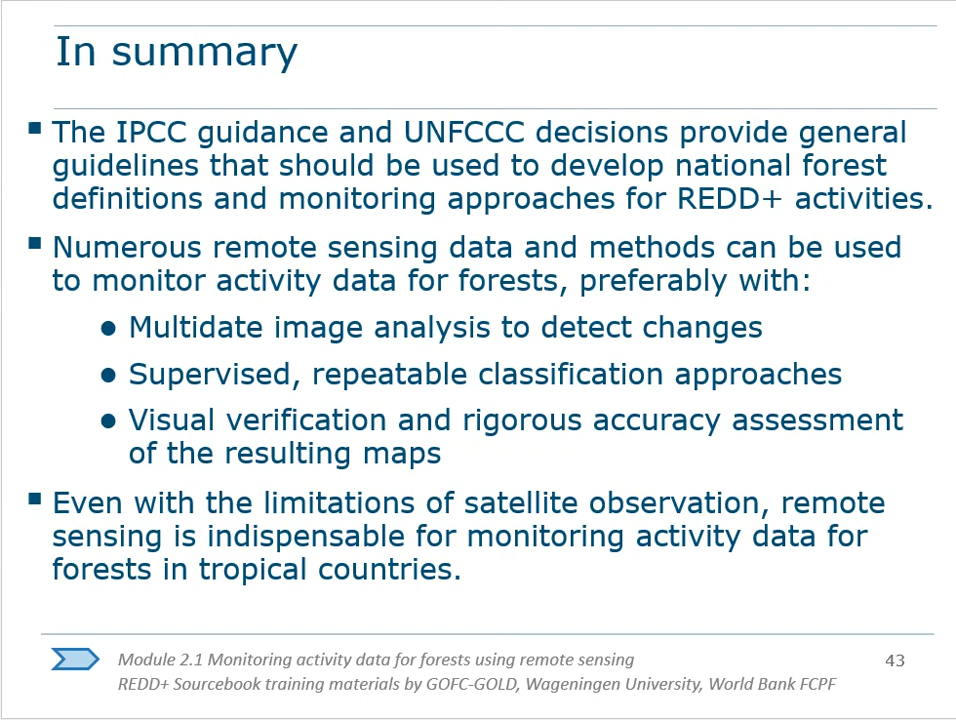 In summary
The IPCC guidance and UNFCCC decisions provide general
guidelines that should be used to develop national forest
definitions and monitoring approaches for REDD+ activities.
Numerous remote sensing data and methods can be used
to monitor activity data for forests, preferably with:
Multidate image analysis to detect changes
Supervised, repeatable classification approaches
Visual verification and rigorous accuracy assessment
of the resulting maps
Even with the limitations of satellite observation, remote
sensing is indispensable for monitoring activity data for
forests in tropical countries.
Module 2.1 Monitoring activity data for forests using remote sensing
REDD+ Sourcebook training materials by GOFC-GOLD, Wageningen University, World Bank FCPF
43